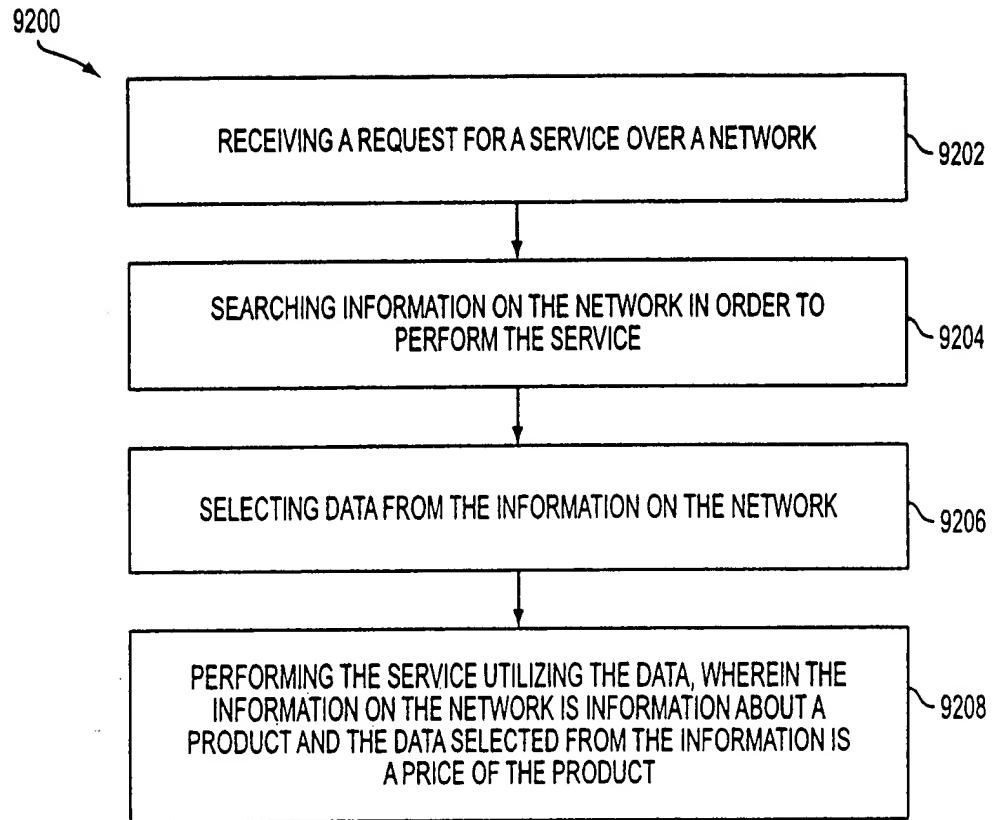 9200
RECEIVING A REQUEST FOR A SERVICE OVER A NETWORK
9202
SEARCHING INFORMATION ON THE NETWORK IN ORDER TO
PERFORM THE SERVICE
9204
SELECTING DATA FROM THE INFORMATION ON THE NETWORK
9206
PERFORMING THE SERVICE UTILIZING THE DATA, WHEREIN THE
INFORMATION ON THE NETWORK IS INFORMATION ABOUT A
PRODUCT AND THE DATA SELECTED FROM THE INFORMATION IS
A PRICE OF THE PRODUCT
9208